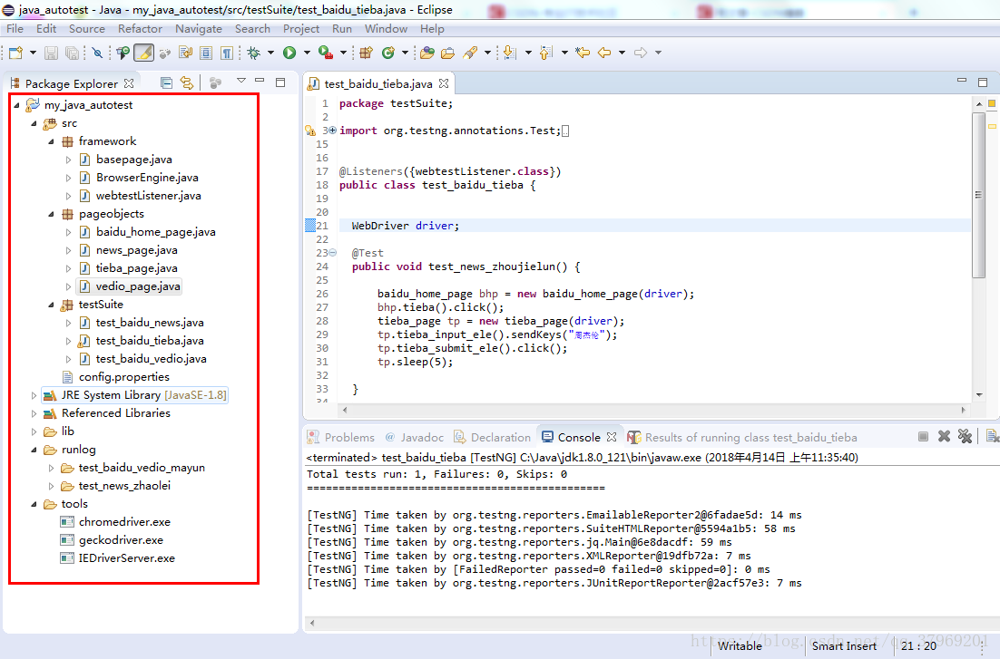 java_autotest - Java - my_java_autotest/src/testSuite/test_baidu_tieba.java - Eclipse
File Edit Source Refactor Navigate Search Project Run Window Help
Package Explorer
my_java_autotest
src
framework
basepage.java
BrowserEngine.java
webtestListener.java
pageobjects
baidu_home_page.java
news_page.java
tieba_page.java
vedio_page.java
testSuite
test_baidu_news.java
test_baidu_tieba.java
test_baidu_vedio.java
config.properties
JRE System Library [JavaSE-1.8]
Referenced Libraries
lib
runlog
test_baidu_vedio_mayun
test_news_zhaolei
tools
chromedriver.exe
geckodriver.exe
IEDriverServer.exe
test_baidu_tieba.java
1 package testSuite;
2
3 import org.testng.annotations.Test;
15
16
17 @Listeners({webtestListener.class})
18 public class test_baidu_tieba {
19
20
21 WebDriver driver;
22
23 @Test
24 public void test_news_zhoujielun() {
25
26 baidu_home_page bhp = new baidu_home_page(driver);
27 bhp.tieba().click();
28 tieba_page tp = new tieba_page(driver);
29 tp.tieba_input_ele().sendKeys("周杰伦");
30 tp.tieba_submit_ele().click();
31 tp.sleep(5);
32
33 }
34
Problems Javadoc Declaration Console Results of running class test_baidu_tieba
<terminated> test_baidu_tieba [TestNG] C:\Java\jdk1.8.0_121\bin\javaw.exe (2018年4月14日 上午11:35:40)
Total tests run: 1, Failures: 0, Skips: 0
===============================================
[TestNG] Time taken by org.testng.reporters.EmailableReporter2@6fadae5d: 14 ms
[TestNG] Time taken by org.testng.reporters.SuiteHTMLReporter@5594a1b5: 58 ms
[TestNG] Time taken by org.testng.reporters.jq.Main@6e8dacdf: 59 ms
[TestNG] Time taken by org.testng.reporters.XMLReporter@19dfb72a: 7 ms
[TestNG] Time taken by [FailedReporter passed=0 failed=0 skipped=0]: 0 ms
[TestNG] Time taken by org.testng.reporters.JUnitReportReporter@2acf57e3: 7 ms
https://blog.csdn.net/qq_37969201
Writable Smart Insert 21 : 20